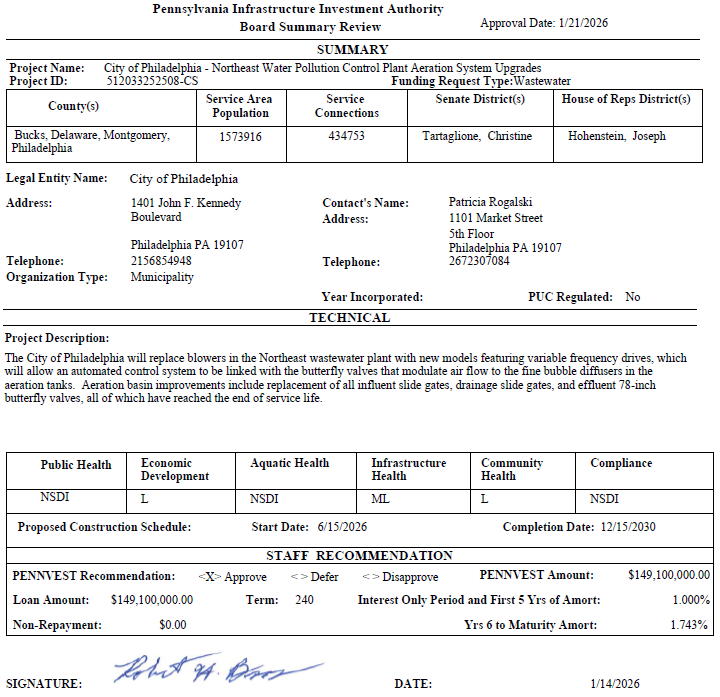 Pennsylvania Infrastructure Investment Authority
Board Summary Review
Approval Date: 1/21/2026
SUMMARY
Project Name: City of Philadelphia - Northeast Water Pollution Control Plant Aeration System Upgrades
Project ID: 512033252508-CS Funding Request Type:Wastewater
County(s) Service Area Population Service Connections Senate District(s) House of Reps District(s)
Bucks, Delaware, Montgomery, Philadelphia 1573916 434753 Tartaglione, Christine Hohenstein, Joseph
Legal Entity Name: City of Philadelphia
Address: 1401 John F. Kennedy Contact's Name: Patricia Rogalski
Boulevard Address: 1101 Market Street
5th Floor
Philadelphia PA 19107 Philadelphia PA 19107
Telephone: 2156854948 Telephone: 2672307084
Organization Type: Municipality
Year Incorporated: PUC Regulated: No
TECHNICAL
Project Description:
The City of Philadelphia will replace blowers in the Northeast wastewater plant with new models featuring variable frequency drives, which
will allow an automated control system to be linked with the butterfly valves that modulate air flow to the fine bubble diffusers in the
aeration tanks. Aeration basin improvements include replacement of all influent slide gates, drainage slide gates, and effluent 78-inch
butterfly valves, all of which have reached the end of service life.
Public Health Economic Development Aquatic Health Infrastructure Health Community Health Compliance
NSDI L NSDI ML L NSDI
Proposed Construction Schedule: Start Date: 6/15/2026 Completion Date: 12/15/2030
STAFF RECOMMENDATION
PENNVEST Recommendation: <X> Approve < > Defer < > Disapprove PENNVEST Amount: $149,100,000.00
Loan Amount: $149,100,000.00 Term: 240 Interest Only Period and First 5 Yrs of Amort: 1.000%
Non-Repayment: $0.00 Yrs 6 to Maturity Amort: 1.743%
SIGNATURE: DATE: 1/14/2026